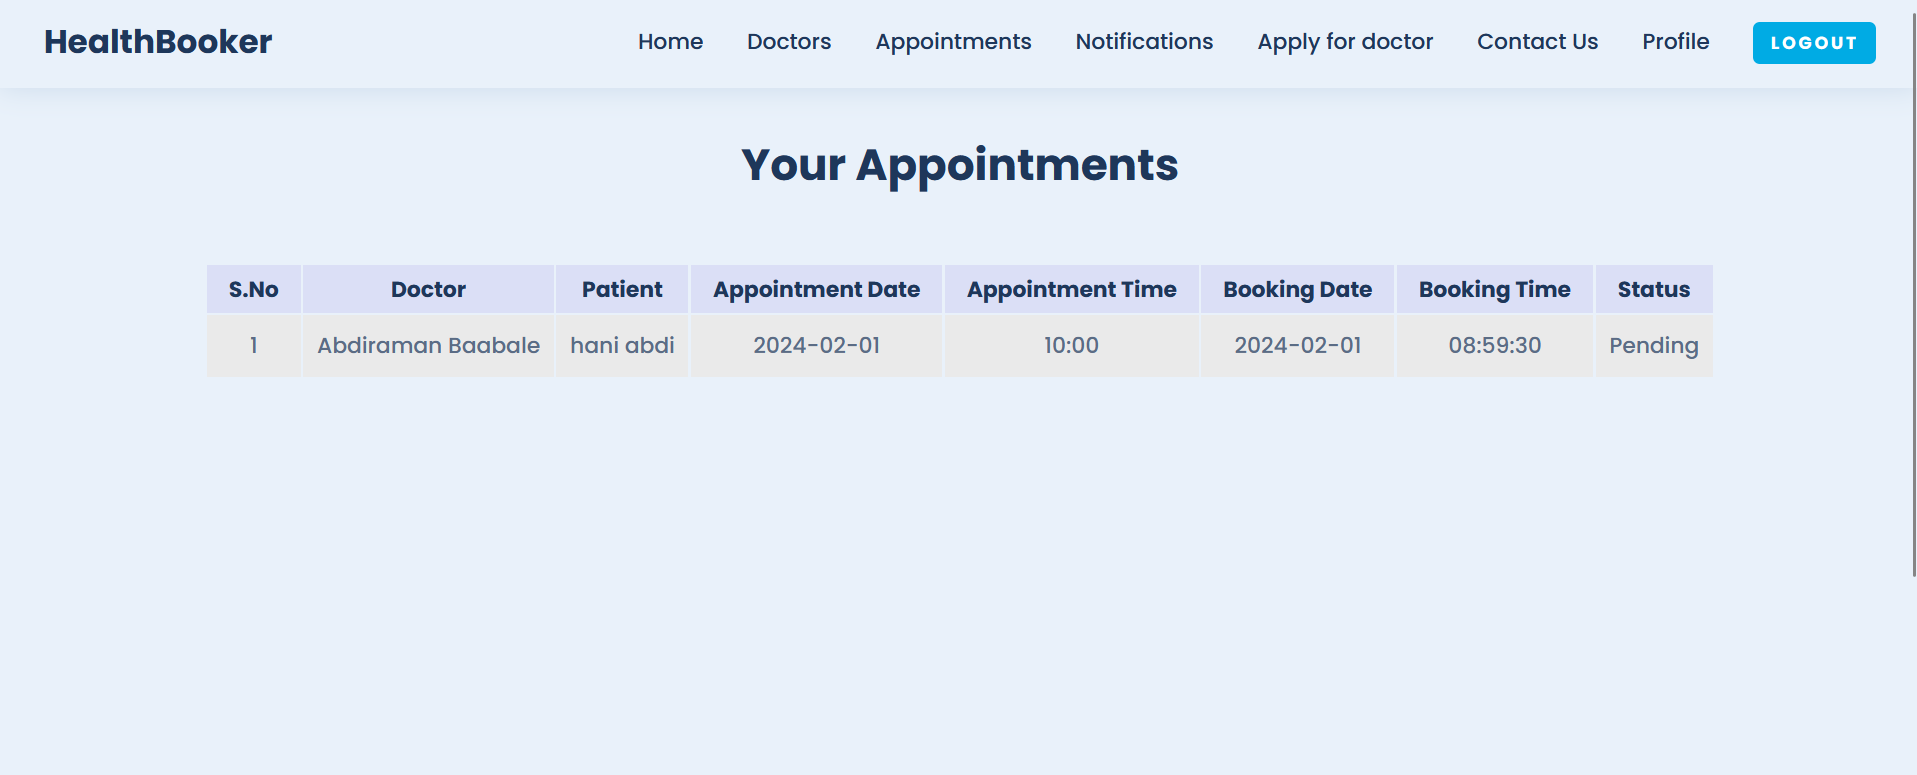 HealthBooker Home Doctors Appointments Notifications Apply for doctor Contact Us Profile LOGOUT
Your Appointments
S.No Doctor Patient Appointment Date Appointment Time Booking Date Booking Time Status
1 Abdiraman Baabale hani abdi 2024-02-01 10:00 2024-02-01 08:59:30 Pending